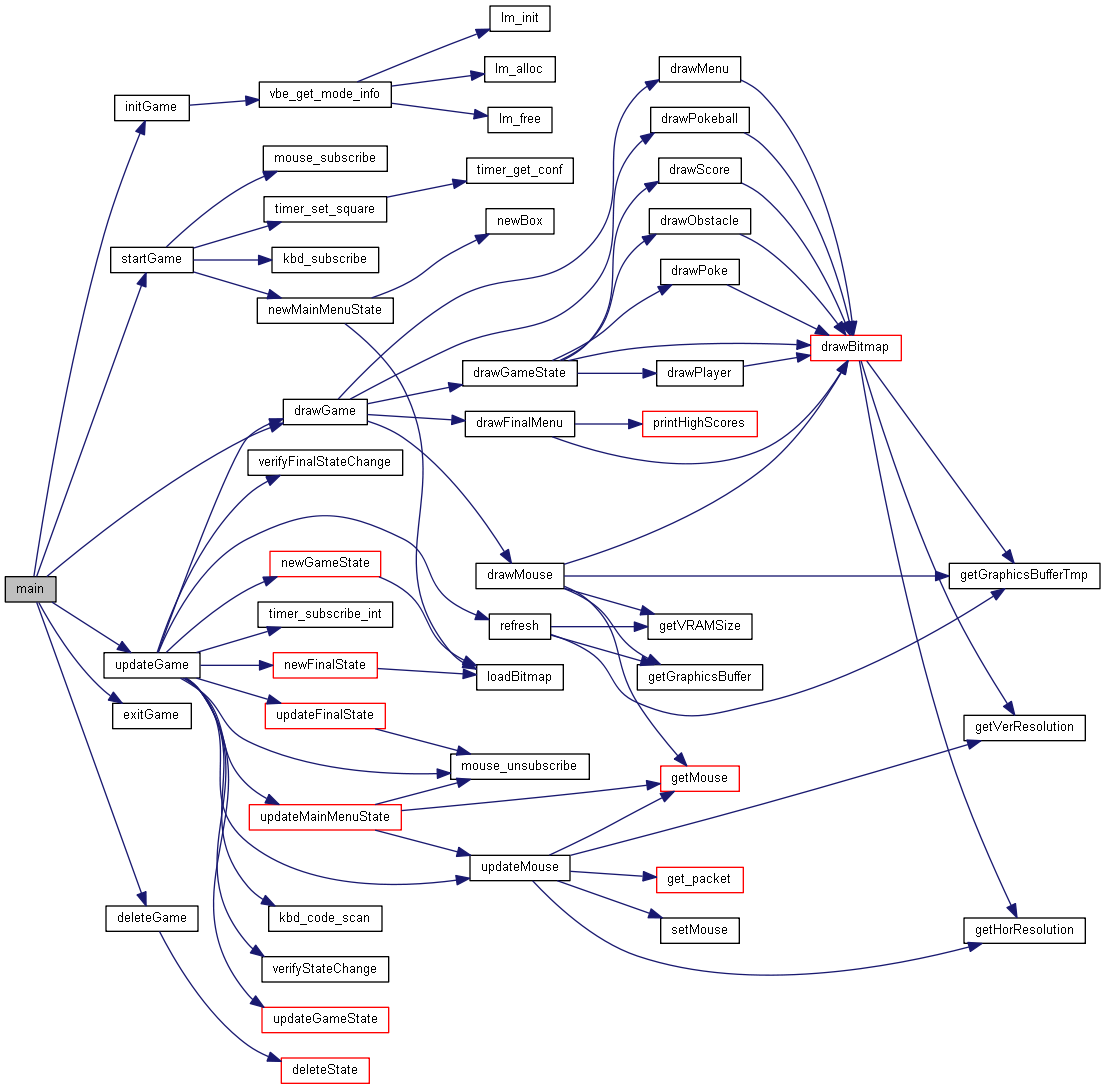 lm_init
lm_alloc
drawMenu
vbe_get_mode_info
initGame
lm_free
drawPokeball
mouse_subscribe
timer_get_conf
drawScore
timer_set_square
newBox
drawObstacle
startGame
kbd_subscribe
drawPoke
newMainMenuState
drawBitmap
drawGameState
drawPlayer
drawGame
drawFinalMenu
printHighScores
verifyFinalStateChange
newGameState
drawMouse
getGraphicsBufferTmp
main
timer_subscribe_int
refresh
getVRAMSize
updateGame
newFinalState
loadBitmap
getGraphicsBuffer
exitGame
updateFinalState
getVerResolution
mouse_unsubscribe
getMouse
updateMainMenuState
updateMouse
get_packet
deleteGame
kbd_code_scan
setMouse
getHorResolution
verifyStateChange
updateGameState
deleteState